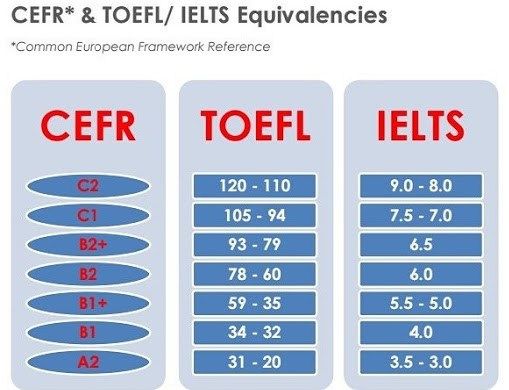 CEFR* & TOEFL/ IELTS Equivalencies
*Common European Framework Reference
CEFR TOEFL IELTS
C2 120 - 110 9.0 - 8.0
C1 105 - 94 7.5 - 7.0
B2+ 93 - 79 6.5
B2 78 - 60 6.0
B1+ 59 - 35 5.5 - 5.0
B1 34 - 32 4.0
A2 31 - 20 3.5 - 3.0